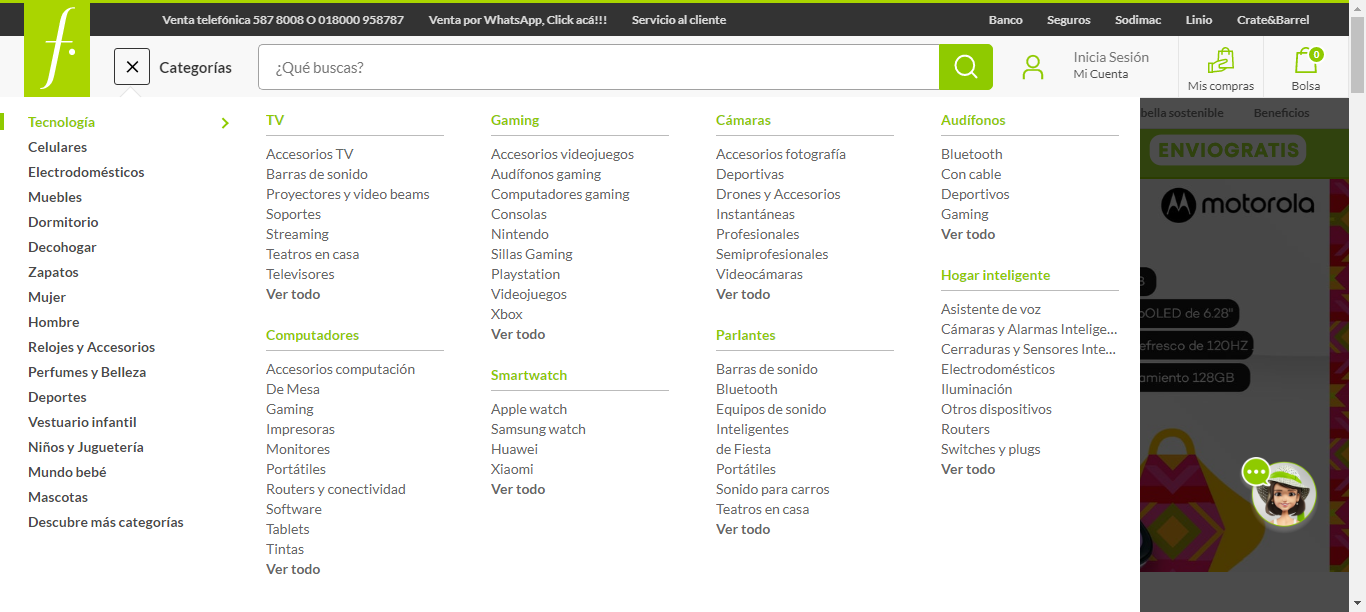 Venta telefónica 587 8008 O 018000 958787
Venta por WhatsApp, Click acá!!!
Servicio al cliente
Banco
Seguros
Sodimac
Linio
Crate&Barrel
f.
Categorías
¿Qué buscas?
Inicia Sesión
Mi Cuenta
Mis compras
0
Bolsa
Tecnología
Celulares
Electrodomésticos
Muebles
Dormitorio
Decohogar
Zapatos
Mujer
Hombre
Relojes y Accesorios
Perfumes y Belleza
Deportes
Vestuario infantil
Niños y Juguetería
Mundo bebé
Mascotas
Descubre más categorías
TV
Accesorios TV
Barras de sonido
Proyectores y video beams
Soportes
Streaming
Teatros en casa
Televisores
Ver todo
Computadores
Accesorios computación
De Mesa
Gaming
Impresoras
Monitores
Portátiles
Routers y conectividad
Software
Tablets
Tintas
Ver todo
Gaming
Accesorios videojuegos
Audífonos gaming
Computadores gaming
Consolas
Nintendo
Sillas Gaming
Playstation
Videojuegos
Xbox
Ver todo
Smartwatch
Apple watch
Samsung watch
Huawei
Xiaomi
Ver todo
Cámaras
Accesorios fotografía
Deportivas
Drones y Accesorios
Instantáneas
Profesionales
Semiprofesionales
Videocámaras
Ver todo
Parlantes
Barras de sonido
Bluetooth
Equipos de sonido
Inteligentes
de Fiesta
Portátiles
Sonido para carros
Teatros en casa
Ver todo
Audífonos
Bluetooth
Con cable
Deportivos
Gaming
Ver todo
Hogar inteligente
Asistente de voz
Cámaras y Alarmas Intelige...
Cerraduras y Sensores Inte...
Electrodomésticos
Iluminación
Otros dispositivos
Routers
Switches y plugs
Ver todo
bella sostenible
Beneficios
ENVIOGRATIS
motorola
OLED de 6.28"
efresco de 120HZ
amiento 128GB